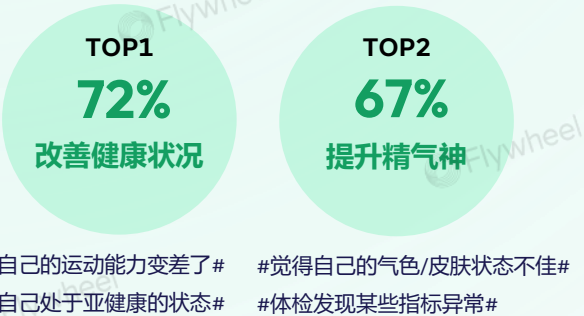 TOP1
72%
改善健康状况
TOP2
67%
提升精气神
自己的运动能力变差了#
自己处于亚健康的状态#
#觉得自己的气色/皮肤状态不佳#
#体检发现某些指标异常#
Flywheel
Flywheel